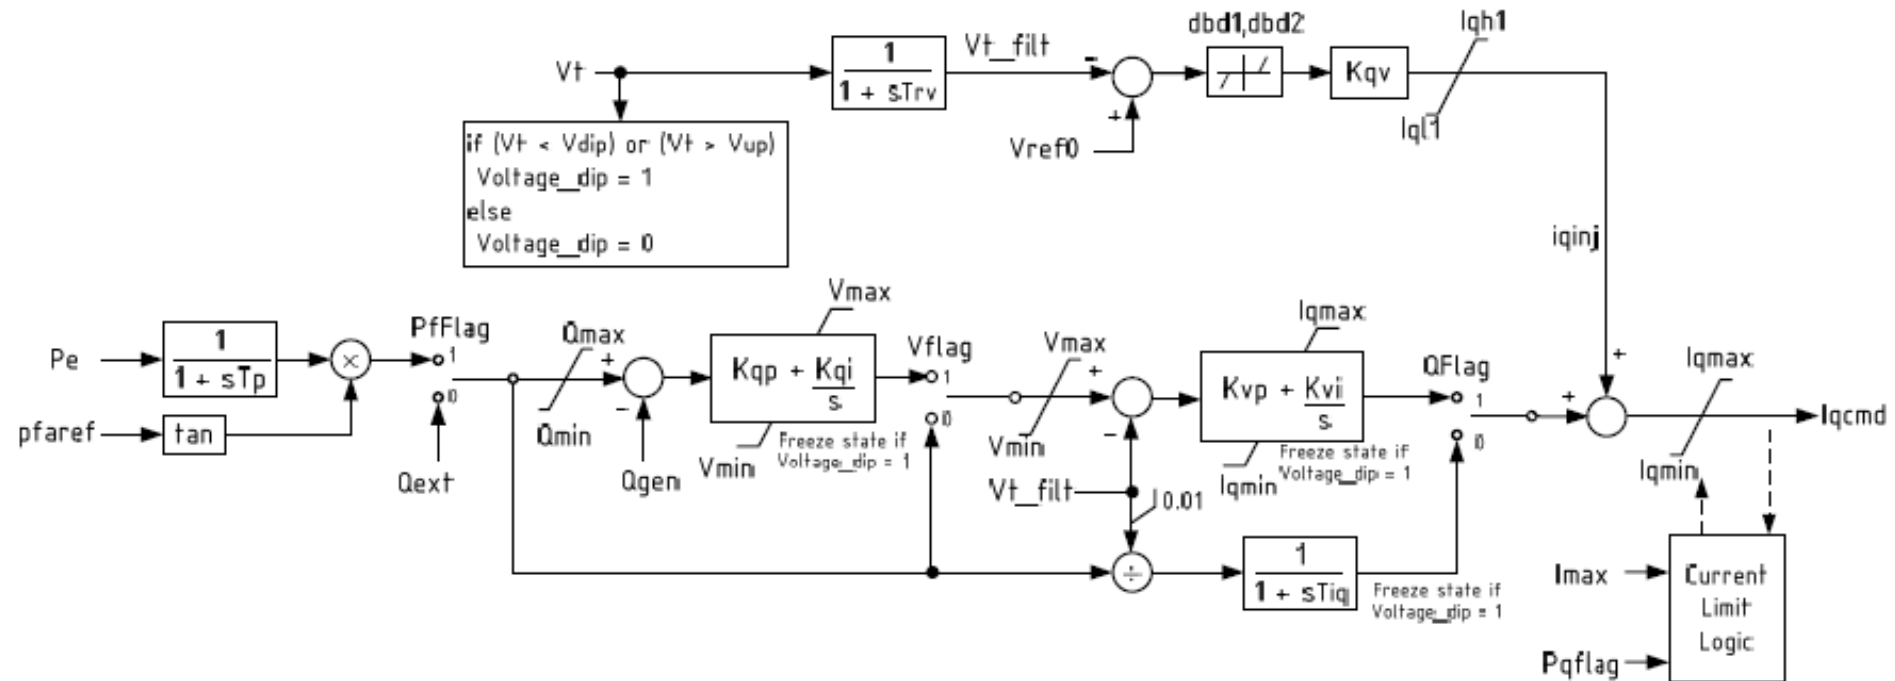 dbd1,dbd2
Iqh1
Vt_filt
Vt
1
1 + sTrv
-
Kqv
+
Iql1
Vref0
if (Vt < Vdip) or (Vt > Vup)
Voltage_dip = 1
else
Voltage_dip = 0
iqinj
Vmax
Iqmax
PfFlag
Qmax
Vflag
Vmax
QFlag
+
Iqmax
Pe
1
1 + sTp
×
1
0
+
-
Kqp + Kqi
s
1
0
+
-
Kvp + Kvi
s
1
0
+
Iqcmd
pfaref
tan
Qmin
Vmin
Freeze state if
Voltage_dip = 1
Vmin
Iqmin
Freeze state if
Voltage_dip = 1
Iqmin
Qext
Qgen
Vt_filt
0.01
÷
1
1 + sTiq
Freeze state if
Voltage_dip = 1
Imax
Pqflag
Current
Limit
Logic